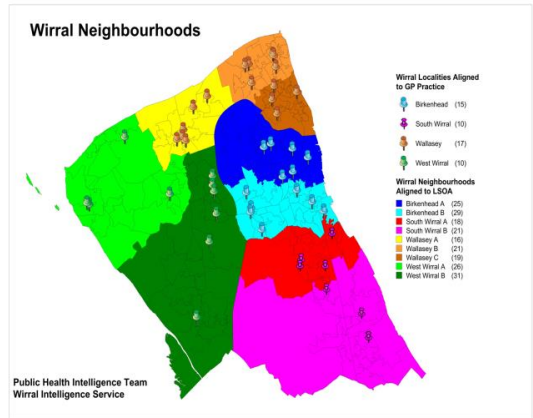 Wirral Neighbourhoods
Wirral Localities Aligned
to GP Practice
Birkenhead (15)
South Wirral (10)
Wallasey (17)
West Wirral (10)
Wirral Neighbourhoods
Aligned to LSOA
Birkenhead A (25)
Birkenhead B (29)
South Wirral A (18)
South Wirral B (21)
Wallasey A (16)
Wallasey B (21)
Wallasey C (19)
West Wirral A (26)
West Wirral B (31)
Public Health Intelligence Team
Wirral Intelligence Service